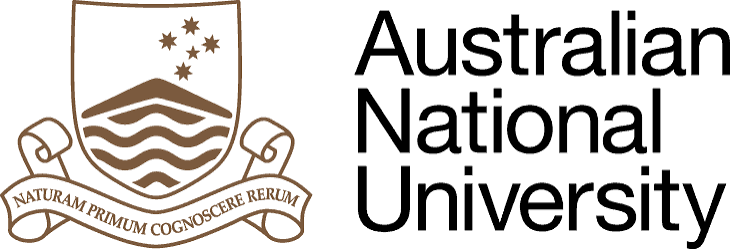 NATURAM PRIMUM COGNOSCERE RERUM
Australian
National
University